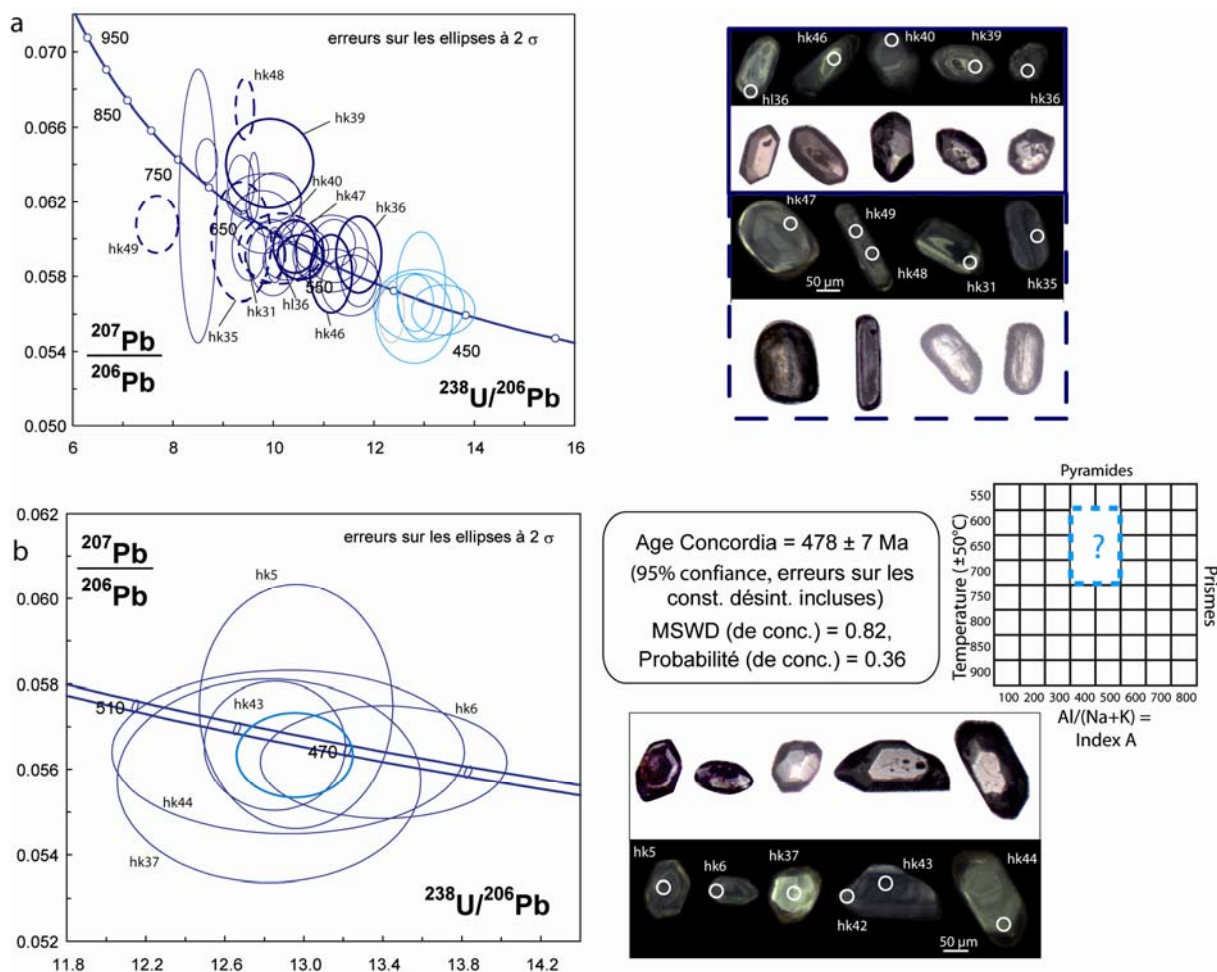 a
erreurs sur les ellipses à 2 σ
0.070
0.066
0.062
0.058
0.054
0.050
950
850
750
650
550
450
hk48
hk39
hk40
hk47
hk36
hk49
hk35
hk31
hl36
hk46
207Pb
206Pb
238U/206Pb
6 8 10 12 14 16
hk46 hk40 hk39
hl36 hk36
hk47 hk49
hk48 hk31 hk35
50 µm
b
erreurs sur les ellipses à 2 σ
0.062
0.060
0.058
0.056
0.054
0.052
207Pb
206Pb
hk5
510
hk43
hk6
470
hk44
hk37
238U/206Pb
11.8 12.2 12.6 13.0 13.4 13.8 14.2
Age Concordia = 478 ± 7 Ma
(95% confiance, erreurs sur les
const. désint. incluses)
MSWD (de conc.) = 0.82,
Probabilité (de conc.) = 0.36
Pyramides
Temperature (±50°C)
550
600
650
700
750
800
850
900
?
Prismes
100 200 300 400 500 600 700 800
Al/(Na+K) =
Index A
hk5 hk6 hk37 hk43 hk44
hk42
50 µm